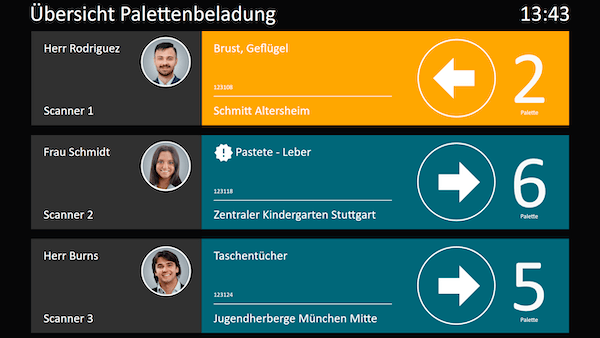 Übersicht Palettenbeladung
13:43
Herr Rodriguez
Scanner 1
Brust, Geflügel
123108
Schmitt Altersheim
2
Palette
Frau Schmidt
Scanner 2
Pastete - Leber
123118
Zentraler Kindergarten Stuttgart
6
Palette
Herr Burns
Scanner 3
Taschentücher
123124
Jugendherberge München Mitte
5
Palette